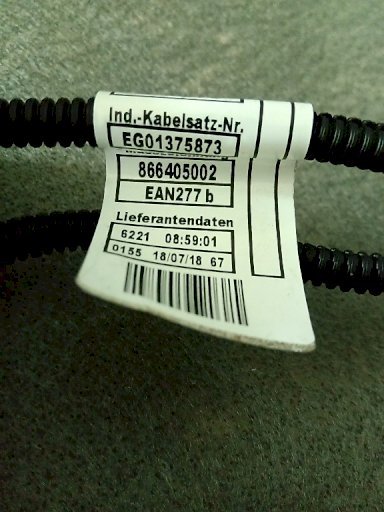 Ind.-Kabelsatz-Nr.
EG01375873
866405002
EAN277 b
Lieferantendaten
6221 08:59:01
0155 18/07/18 67